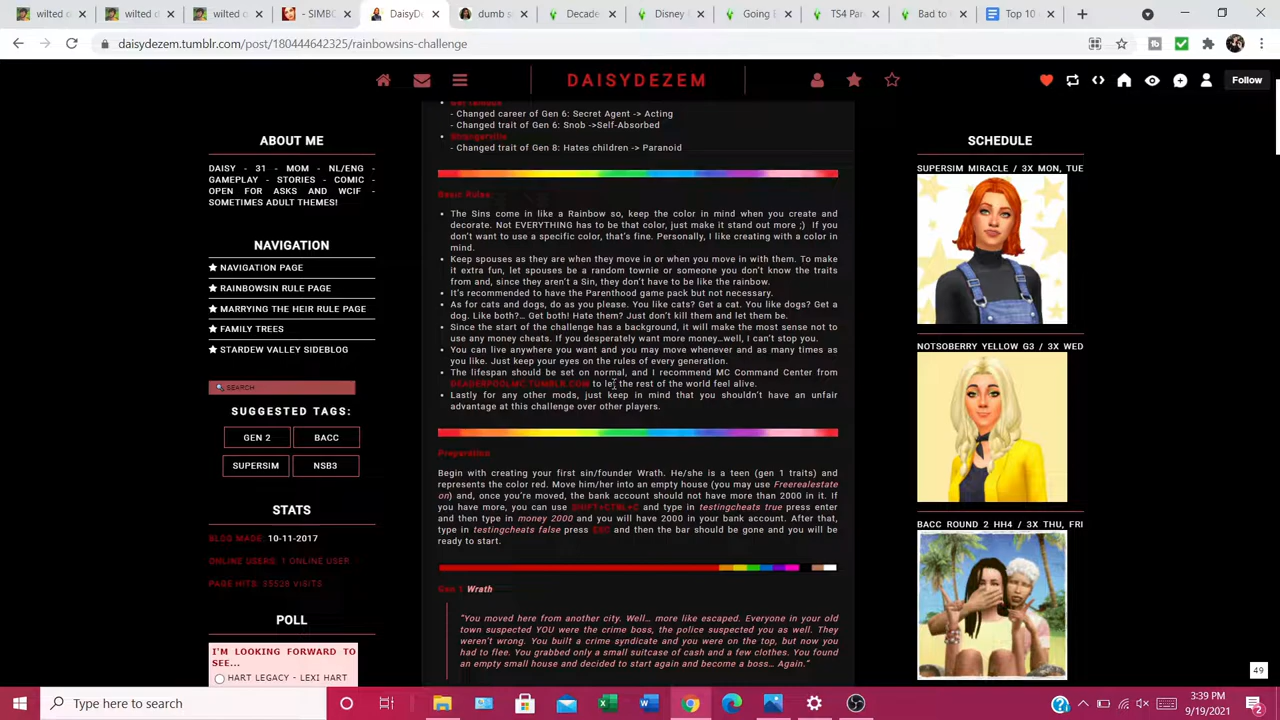 wilted
wilted
wilted d
- SIMBC
DaisyDe
dumb s
Decade
Disney
Going
TS4 Par
Bad to
Top 10
daisydezem.tumblr.com/post/180444642325/rainbowsins-challenge
DAISYDEZEM
Follow
ABOUT ME
DAISY - 31 - MOM - NL/ENG -
GAMEPLAY - STORIES - COMIC -
OPEN FOR ASKS AND WCIF -
SOMETIMES ADULT THEMES!
NAVIGATION
NAVIGATION PAGE
RAINBOWSIN RULE PAGE
MARRYING THE HEIR RULE PAGE
FAMILY TREES
STARDEW VALLEY SIDEBLOG
SEARCH
SUGGESTED TAGS:
GEN 2
BACC
SUPERSIM
NSB3
STATS
BLOG MADE: 10-11-2017
ONLINE USERS: 1 ONLINE USER
PAGE HITS: 35528 VISITS
POLL
I'M LOOKING FORWARD TO
SEE...
HART LEGACY - LEXI HART
- Changed career of Gen 6: Secret Agent -> Acting
- Changed trait of Gen 6: Snob ->Self-Absorbed
Strangerville
- Changed trait of Gen 8: Hates children -> Paranoid
Basic Rules:
The Sins come in like a Rainbow so, keep the color in mind when you create and
decorate. Not EVERYTHING has to be that color, just make it stand out more ;) If you
don't want to use a specific color, that's fine. Personally, I like creating with a color in
mind.
Keep spouses as they are when they move in or when you move in with them. To make
it extra fun, let spouses be a random townie or someone you don't know the traits
from and, since they aren't a Sin, they don't have to be like the rainbow.
It's recommended to have the Parenthood game pack but not necessary.
As for cats and dogs, do as you please. You like cats? Get a cat. You like dogs? Get a
dog. Like both?... Get both! Hate them? Just don't kill them and let them be.
Since the start of the challenge has a background, it will make the most sense not to
use any money cheats. If you desperately want more money...well, I can't stop you.
You can live anywhere you want and you may move whenever and as many times as
you like. Just keep your eyes on the rules of every generation.
The lifespan should be set on normal, and I recommend MC Command Center from
DEADERPOOLMC.TUMBLR.COM to let the rest of the world feel alive.
Lastly for any other mods, just keep in mind that you shouldn't have an unfair
advantage at this challenge over other players.
Preparation
Begin with creating your first sin/founder Wrath. He/she is a teen (gen 1 traits) and
represents the color red. Move him/her into an empty house (you may use Freerealestate
on) and, once you're moved, the bank account should not have more than 2000 in it. If
you have more, you can use SHIFT+CTRL+C and type in testingcheats true press enter
and then type in money 2000 and you will have 2000 in your bank account. After that,
type in testingcheats false press ESC and then the bar should be gone and you will be
ready to start.
Gen 1 Wrath
"You moved here from another city. Well... more like escaped. Everyone in your old
town suspected YOU were the crime boss, the police suspected you as well. They
weren't wrong. You built a crime syndicate and you were on the top, but now you
had to flee. You grabbed only a small suitcase of cash and a few clothes. You found
an empty small house and decided to start again and become a boss... Again."
SCHEDULE
SUPERSIM MIRACLE / 3X MON, TUE
NOTSOBERRY YELLOW G3 / 3X WED
BACC ROUND 2 HH4 / 3X THU, FRI
49
Type here to search
3:39 PM
9/19/2021
2